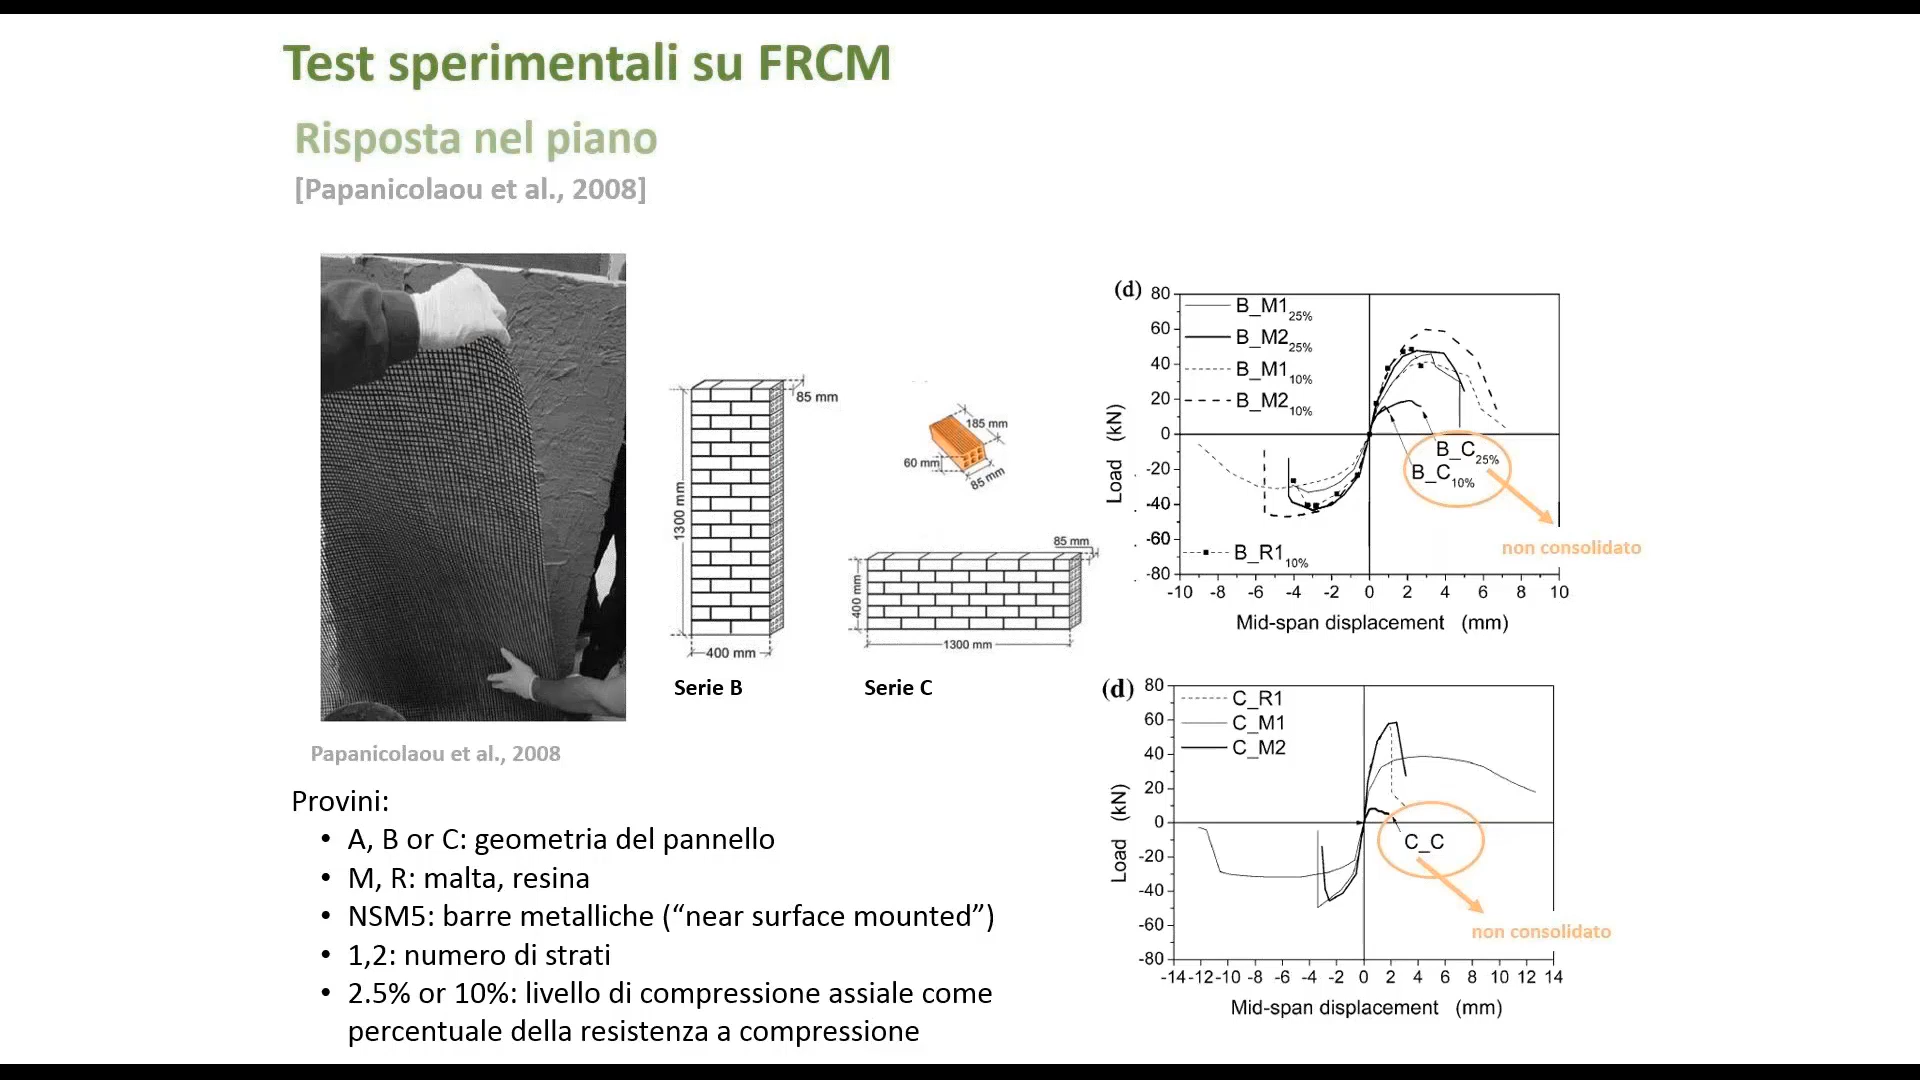 Test sperimentali su FRCM
Risposta nel piano
[Papanicolaou et al., 2008]
Papanicolaou et al., 2008
85 mm
1300 mm
400 mm
Serie B
185 mm
60 mm
85 mm
85 mm
400 mm
1300 mm
Serie C
Provini:
• A, B or C: geometria del pannello
• M, R: malta, resina
• NSM5: barre metalliche (“near surface mounted”)
• 1,2: numero di strati
• 2.5% or 10%: livello di compressione assiale come
percentuale della resistenza a compressione
(d)
80
60
40
20
0
-20
-40
-60
-80
Load (kN)
B_M1 25%
B_M2 25%
B_M1 10%
B_M2 10%
B_C 25%
B_C 10%
B_R1 10%
non consolidato
-10 -8 -6 -4 -2 0 2 4 6 8 10
Mid-span displacement (mm)
(d)
80
60
40
20
0
-20
-40
-60
-80
Load (kN)
C_R1
C_M1
C_M2
C_C
non consolidato
-14 -12 -10 -8 -6 -4 -2 0 2 4 6 8 10 12 14
Mid-span displacement (mm)